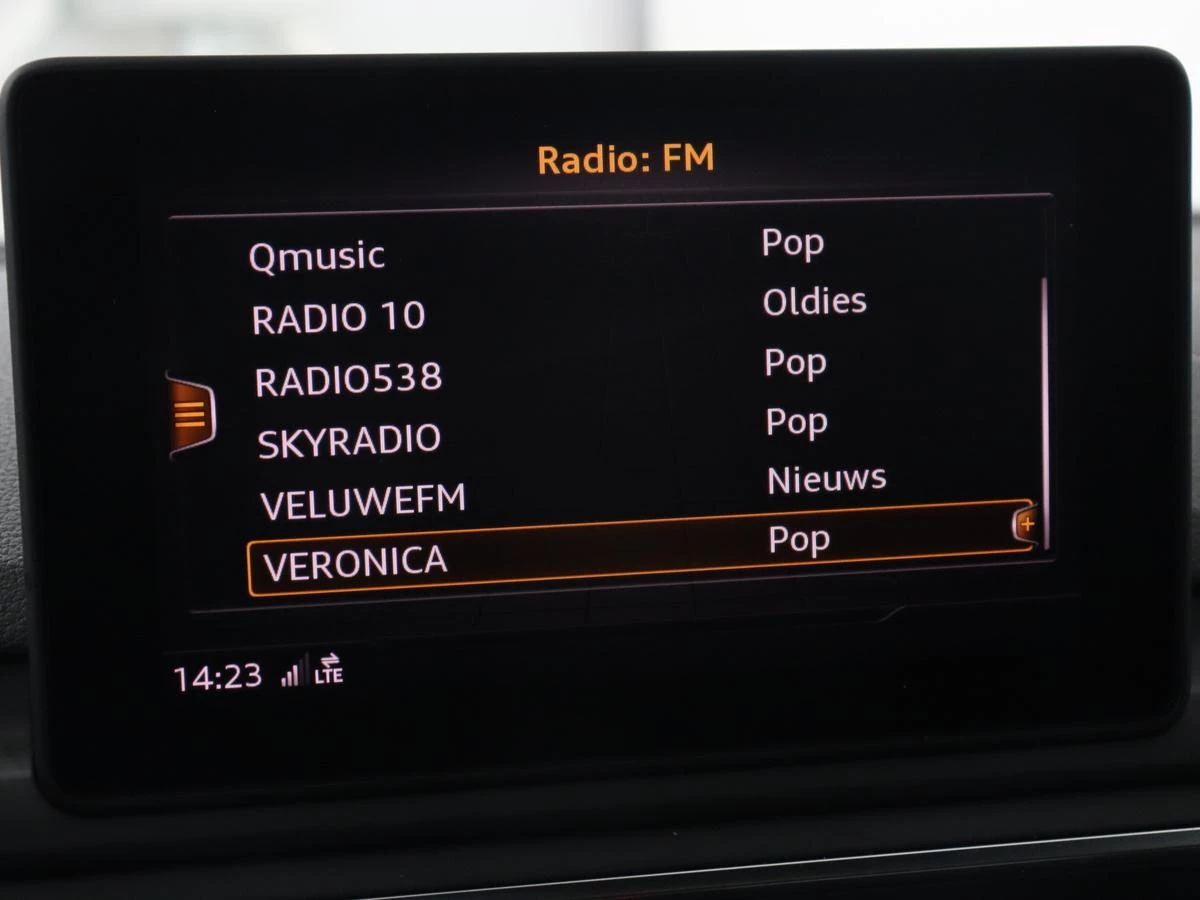 Radio: FM
Qmusic Pop
RADIO 10 Oldies
RADIO538 Pop
SKYRADIO Pop
VELUWEFM Nieuws
VERONICA Pop
14:23 LTE